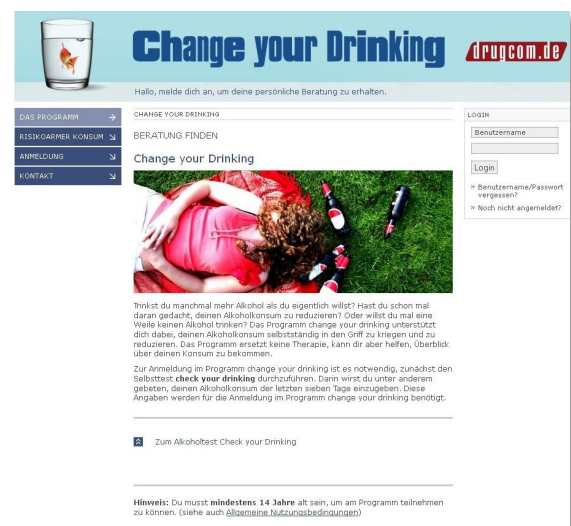 Change your Drinking
drugcom.de
Hallo, melde dich an, um deine persönliche Beratung zu erhalten.
DAS PROGRAMM
RISIKOARMER KONSUM
ANMELDUNG
KONTAKT
CHANGE YOUR DRINKING
BERATUNG FINDEN
Change your Drinking
Trinkst du manchmal mehr Alkohol als du eigentlich willst? Hast du schon mal
daran gedacht, deinen Alkoholkonsum zu reduzieren? Oder willst du mal eine
Weile keinen Alkohol trinken? Das Programm change your drinking unterstützt
dich dabei, deinen Alkoholkonsum selbstständig in den Griff zu kriegen und zu
reduzieren. Das Programm ersetzt keine Therapie, kann dir aber helfen, Überblick
über deinen Konsum zu bekommen.
Zur Anmeldung im Programm change your drinking ist es notwendig, zunächst den
Selbsttest check your drinking durchzuführen. Darin wirst du unter anderem
gebeten, deinen Alkoholkonsum der letzten sieben Tage einzugeben. Diese
Angaben werden für die Anmeldung im Programm change your drinking benötigt.
Zum Alkoholtest Check your Drinking
Hinweis: Du musst mindestens 14 Jahre alt sein, um am Programm teilnehmen
zu können. (siehe auch Allgemeine Nutzungsbedingungen)
LOGIN
Benutzername
Login
» Benutzername/Passwort
vergessen?
» Noch nicht angemeldet?